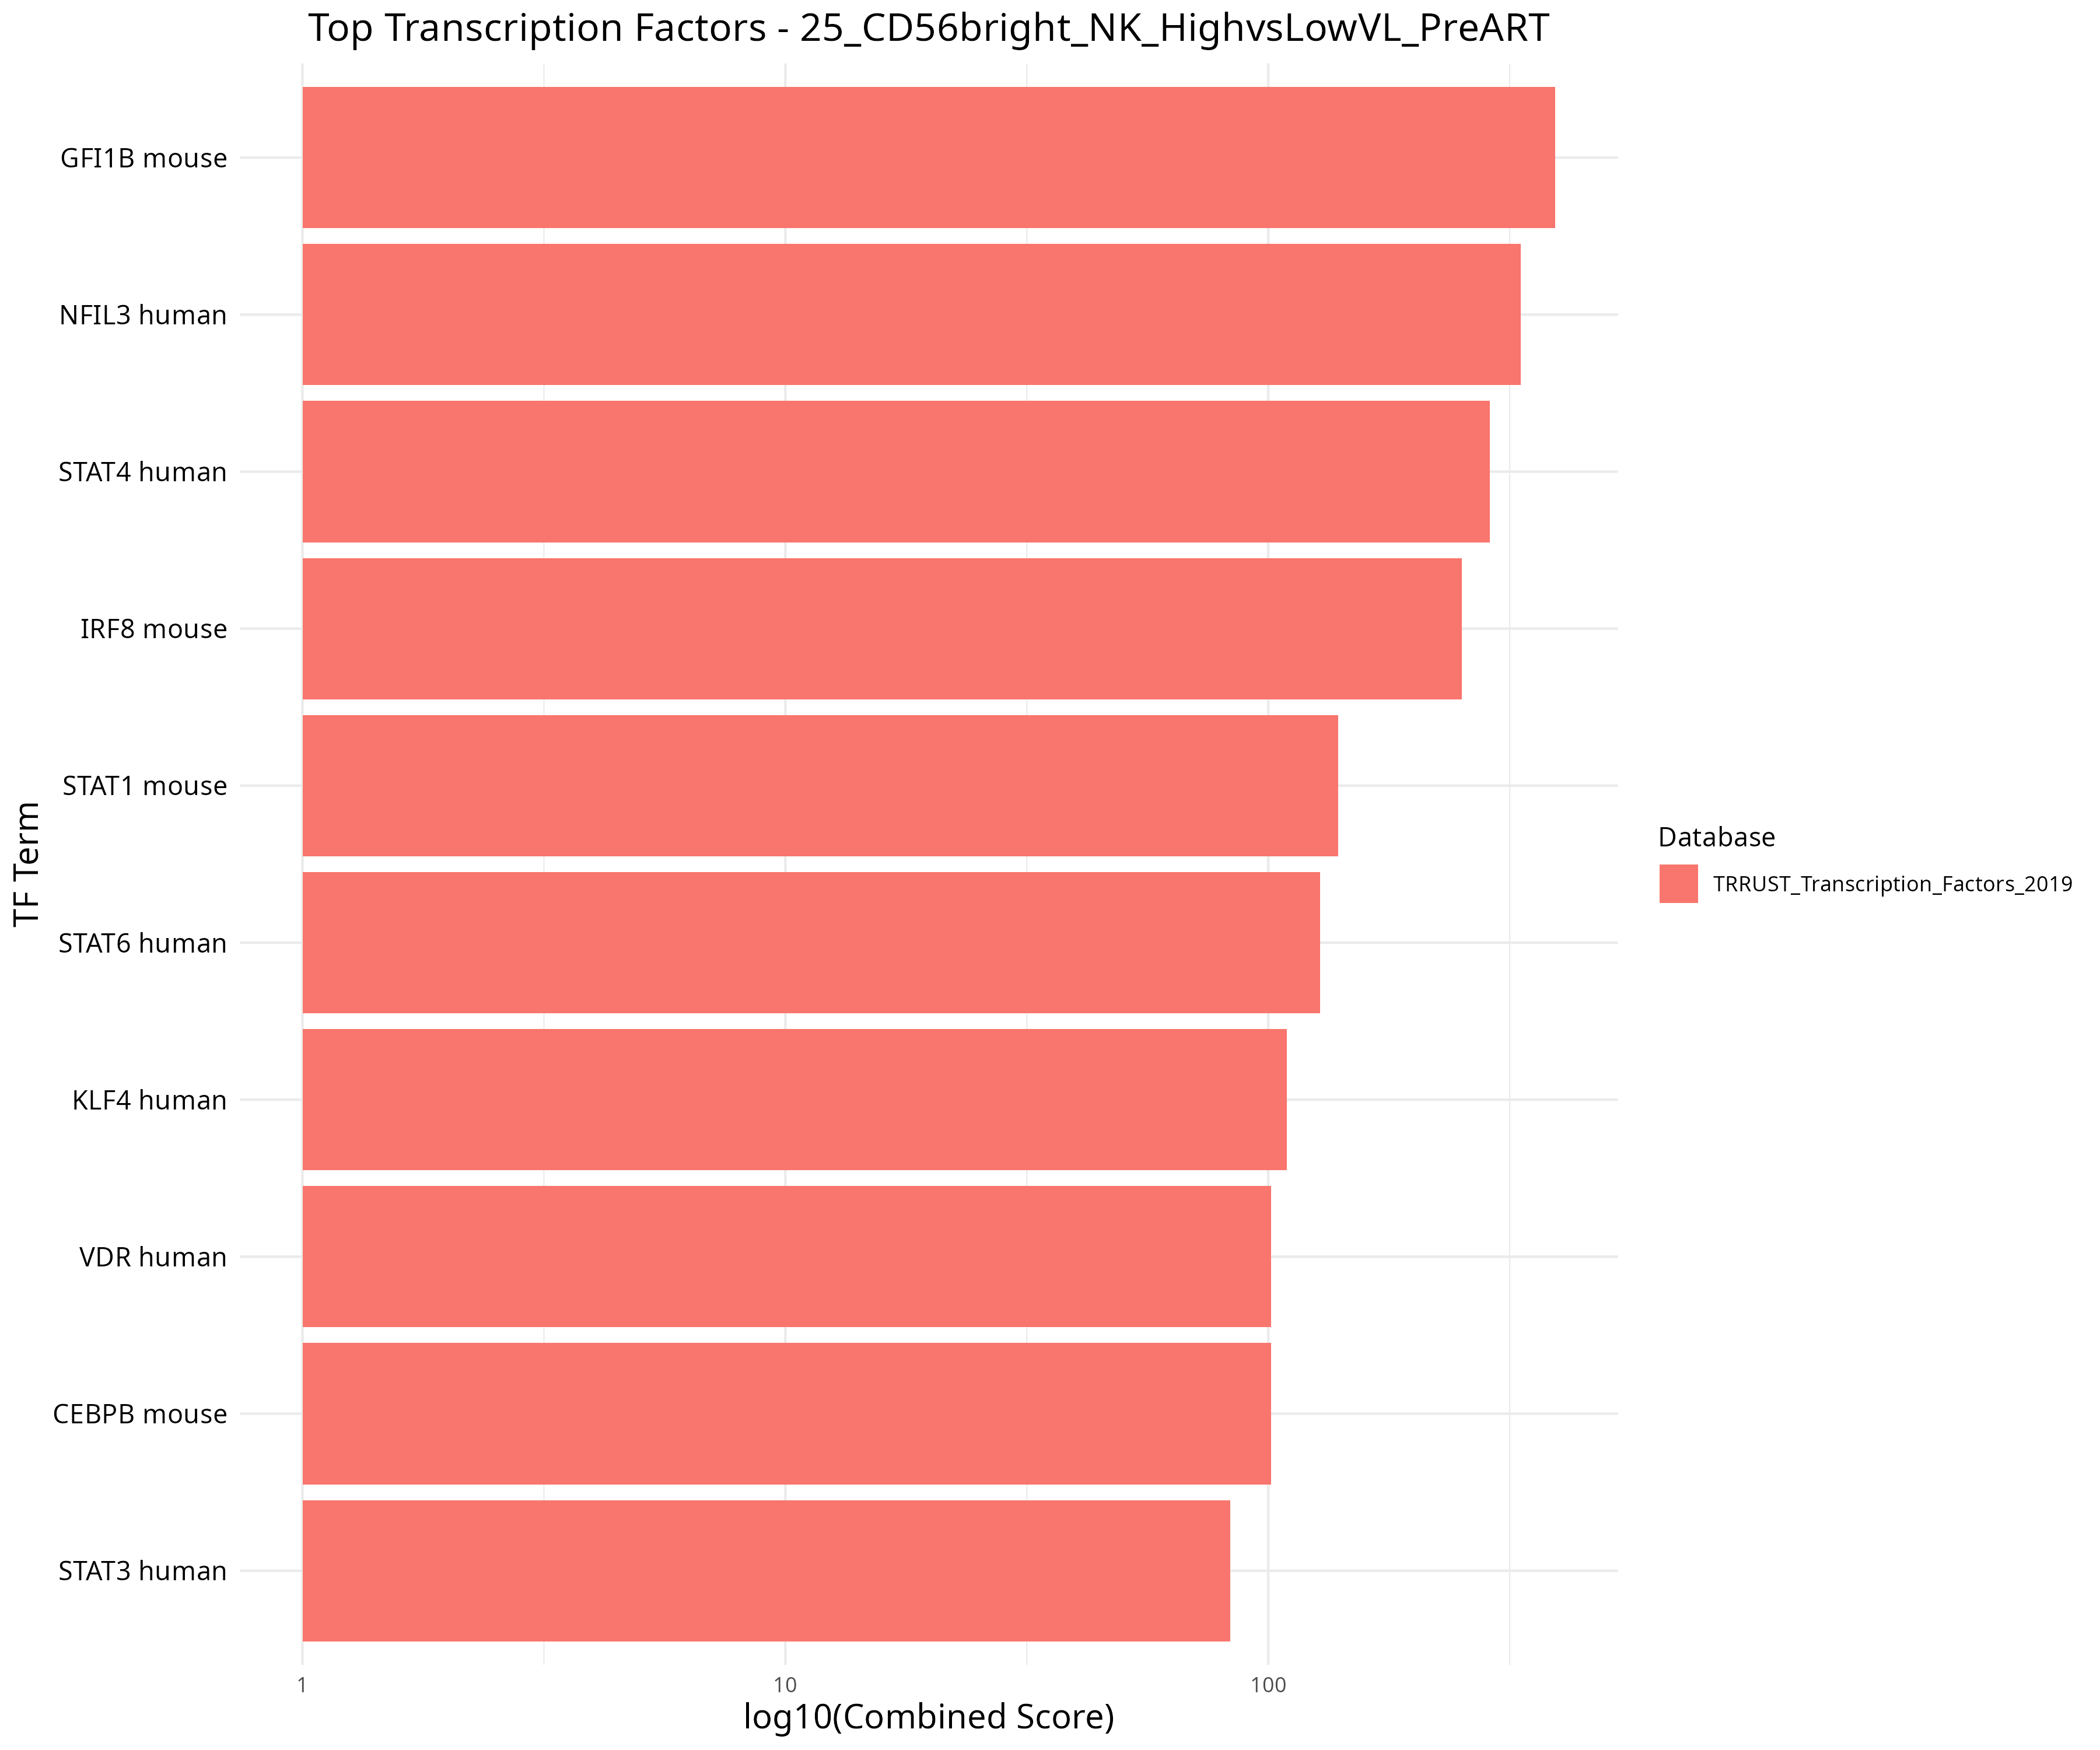 Top Transcription Factors - 25_CD56bright_NK_HighvsLowVL_PreART
GFI1B mouse
NFIL3 human
STAT4 human
IRF8 mouse
STAT1 mouse
STAT6 human
KLF4 human
VDR human
CEBPB mouse
STAT3 human
TF Term
1 10 100
log10(Combined Score)
Database
TRRUST_Transcription_Factors_2019